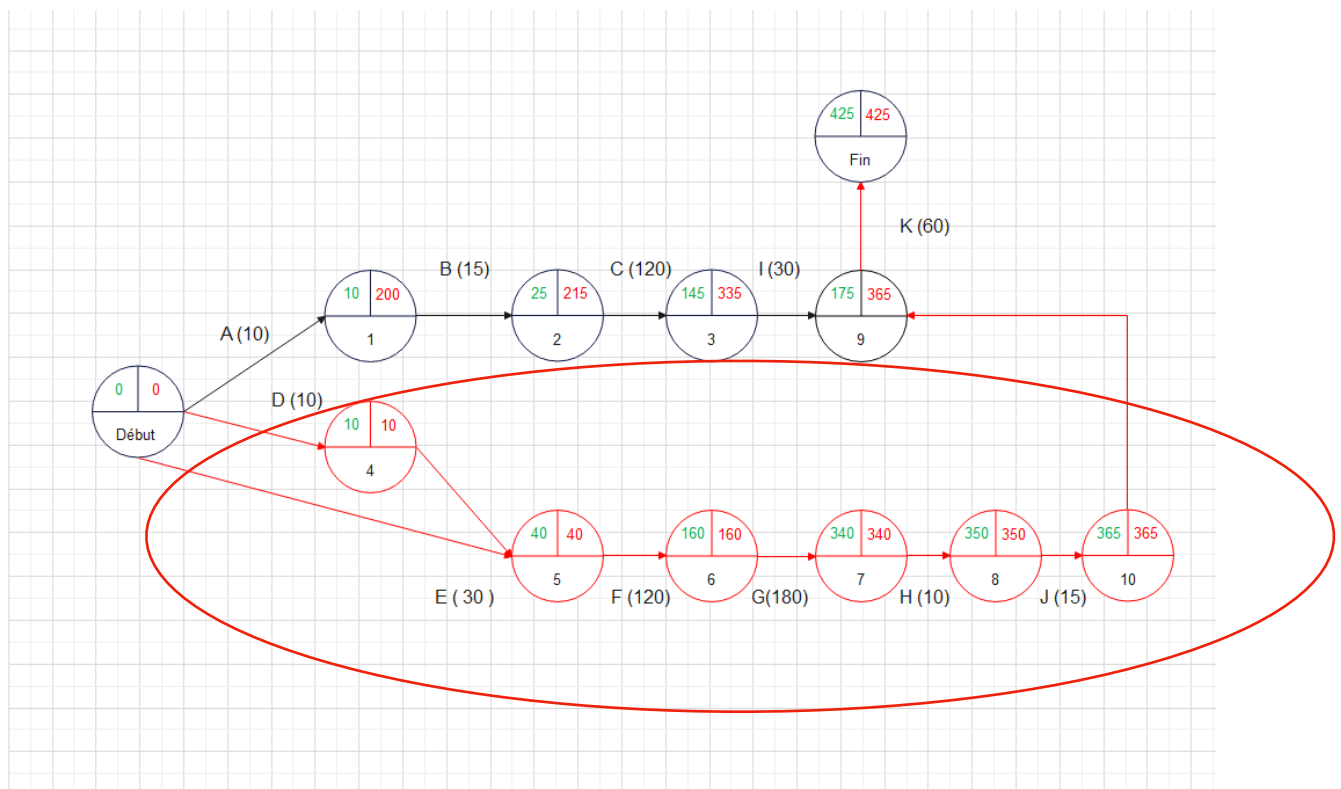 425 425
Fin
K (60)
B (15)
C (120)
I (30)
10 200
1
25 215
2
145 335
3
175 365
9
A (10)
0 0
Début
D (10)
10 10
4
40 40
5
160 160
6
340 340
7
350 350
8
365 365
10
E ( 30 )
F (120)
G(180)
H (10)
J (15)